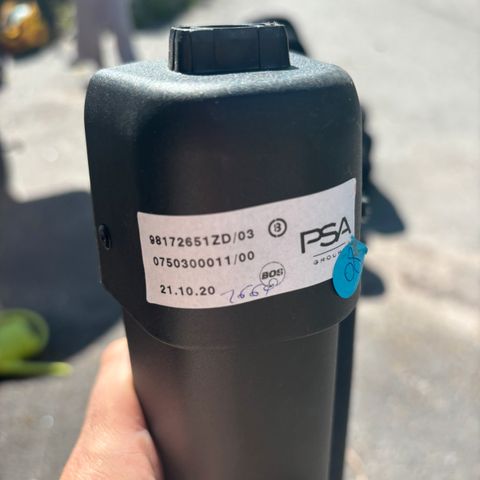 98172651ZD/03 B
PSA
GROUPE
0750300011/00
BOS
21.10.20